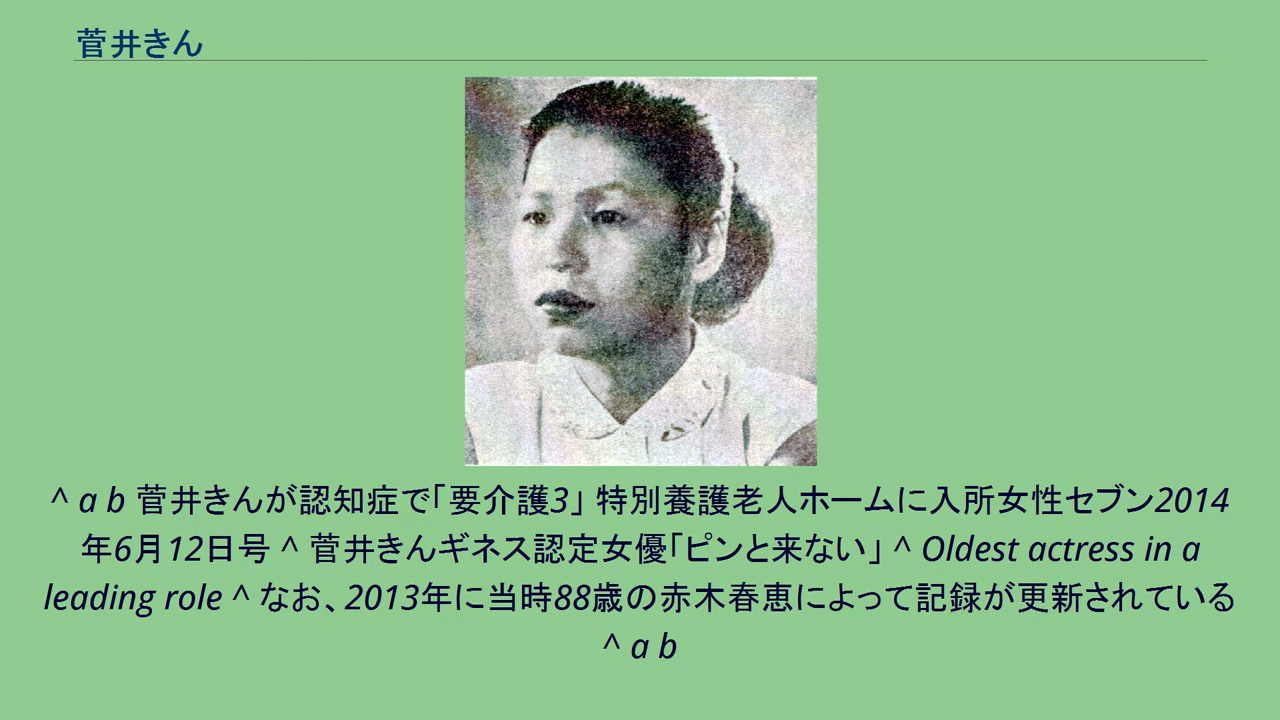 菅井きん
^ a b 菅井きんが認知症で「要介護3」 特別養護老人ホームに入所女性セブン2014
年6月12日号 ^ 菅井きんギネス認定女優「ピンと来ない」 ^ Oldest actress in a
leading role ^ なお、2013年に当時88歳の赤木春恵によって記録が更新されている
^ a b